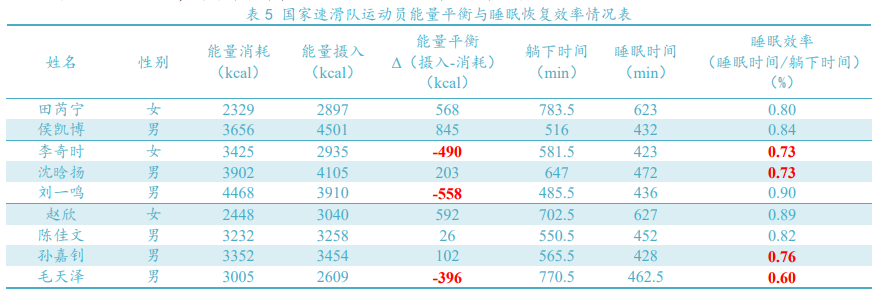 表 5 国家速滑队运动员能量平衡与睡眠恢复效率情况表
姓名 性别 能量消耗（kcal） 能量摄入（kcal） 能量平衡 Δ（摄入-消耗）（kcal） 躺下时间（min） 睡眠时间（min） 睡眠效率（睡眠时间/躺下时间）（%）
田芮宁 女 2329 2897 568 783.5 623 0.80
侯凯博 男 3656 4501 845 516 432 0.84
李奇时 女 3425 2935 -490 581.5 423 0.73
沈晗扬 男 3902 4105 203 647 472 0.73
刘一鸣 男 4468 3910 -558 485.5 436 0.90
赵欣 女 2448 3040 592 702.5 627 0.89
陈佳文 男 3232 3258 26 550.5 452 0.82
孙嘉钊 男 3352 3454 102 565.5 428 0.76
毛天泽 男 3005 2609 -396 770.5 462.5 0.60